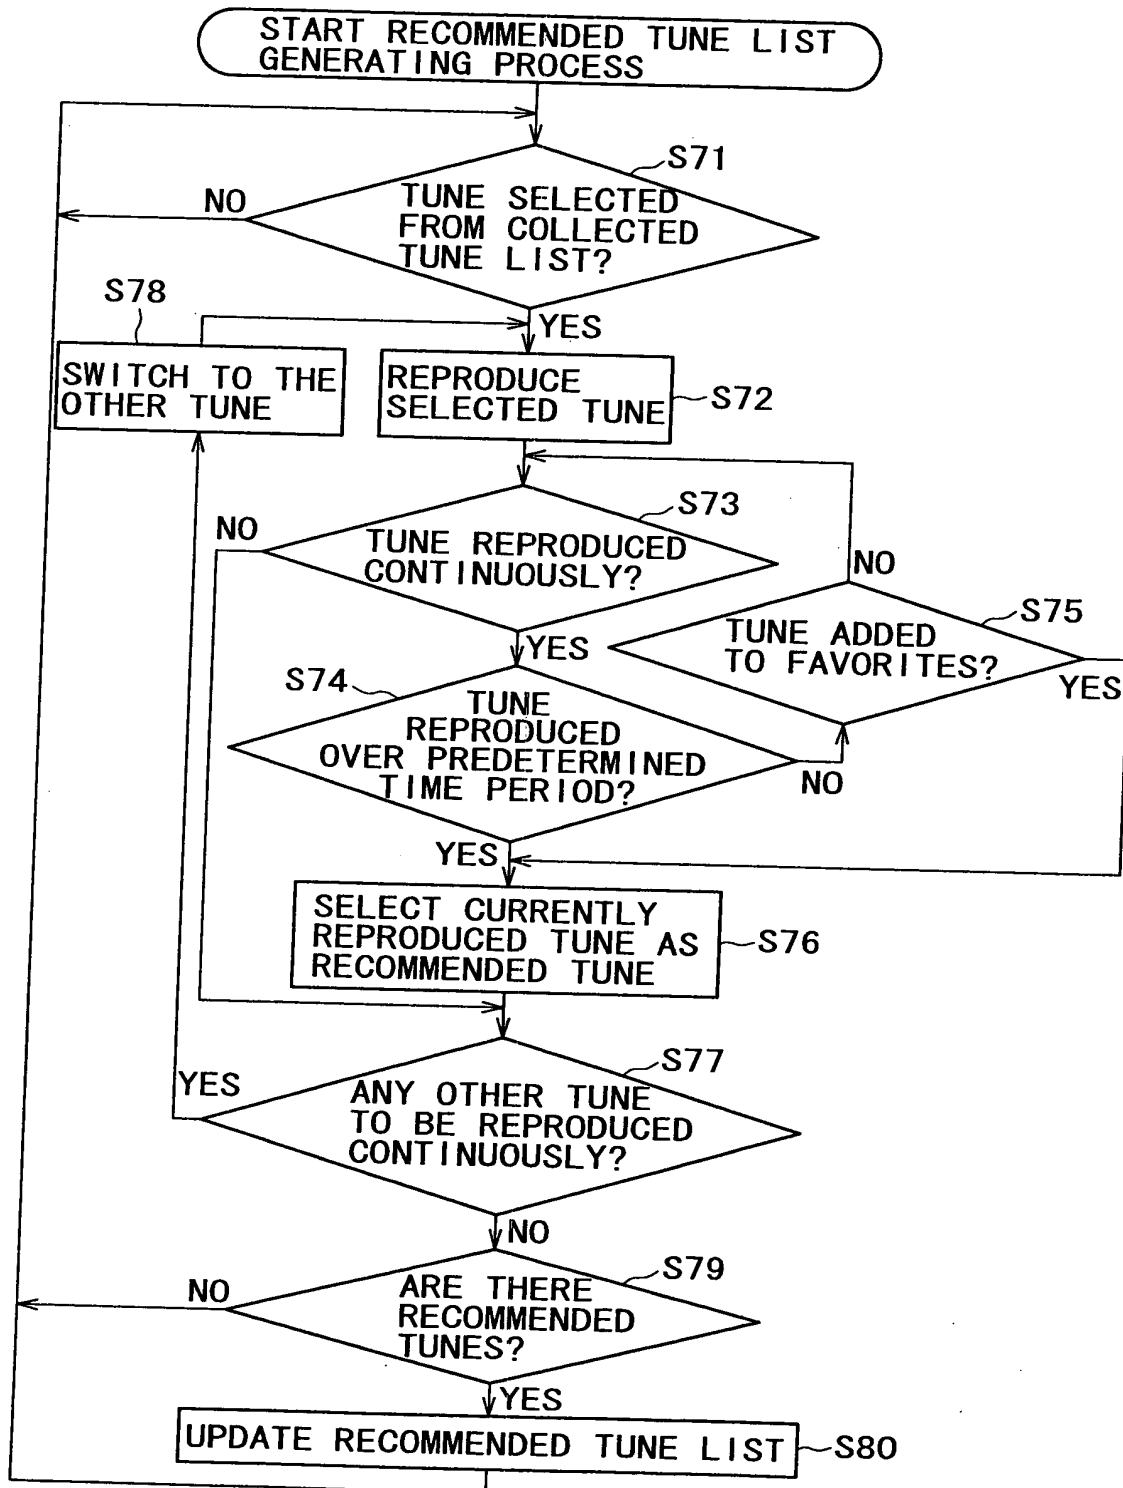 START RECOMMENDED TUNE LIST
GENERATING PROCESS
S71
NO
TUNE SELECTED
FROM COLLECTED
TUNE LIST?
S78
YES
SWITCH TO THE
OTHER TUNE
REPRODUCE
SELECTED TUNE
S72
S73
NO
TUNE REPRODUCED
CONTINUOUSLY?
NO
S75
TUNE ADDED
TO FAVORITES?
YES
YES
S74
TUNE
REPRODUCED
OVER PREDETERMINED
TIME PERIOD?
NO
YES
SELECT CURRENTLY
REPRODUCED TUNE AS
RECOMMENDED TUNE
S76
S77
YES
ANY OTHER TUNE
TO BE REPRODUCED
CONTINUOUSLY?
NO
S79
NO
ARE THERE
RECOMMENDED
TUNES?
YES
UPDATE RECOMMENDED TUNE LIST
S80